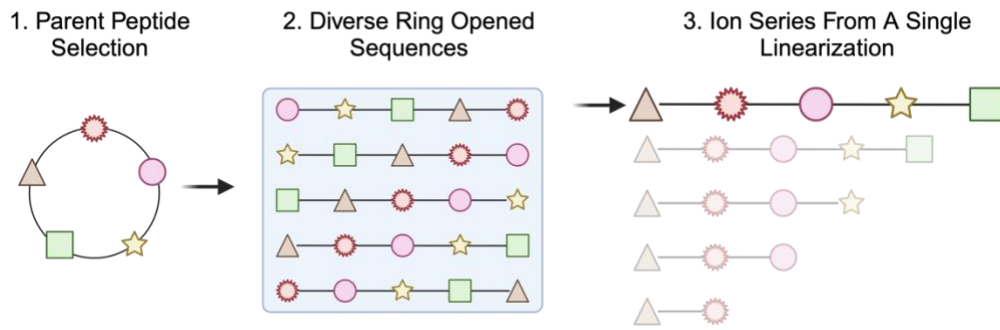 1. Parent Peptide
Selection
2. Diverse Ring Opened
Sequences
3. Ion Series From A Single
Linearization